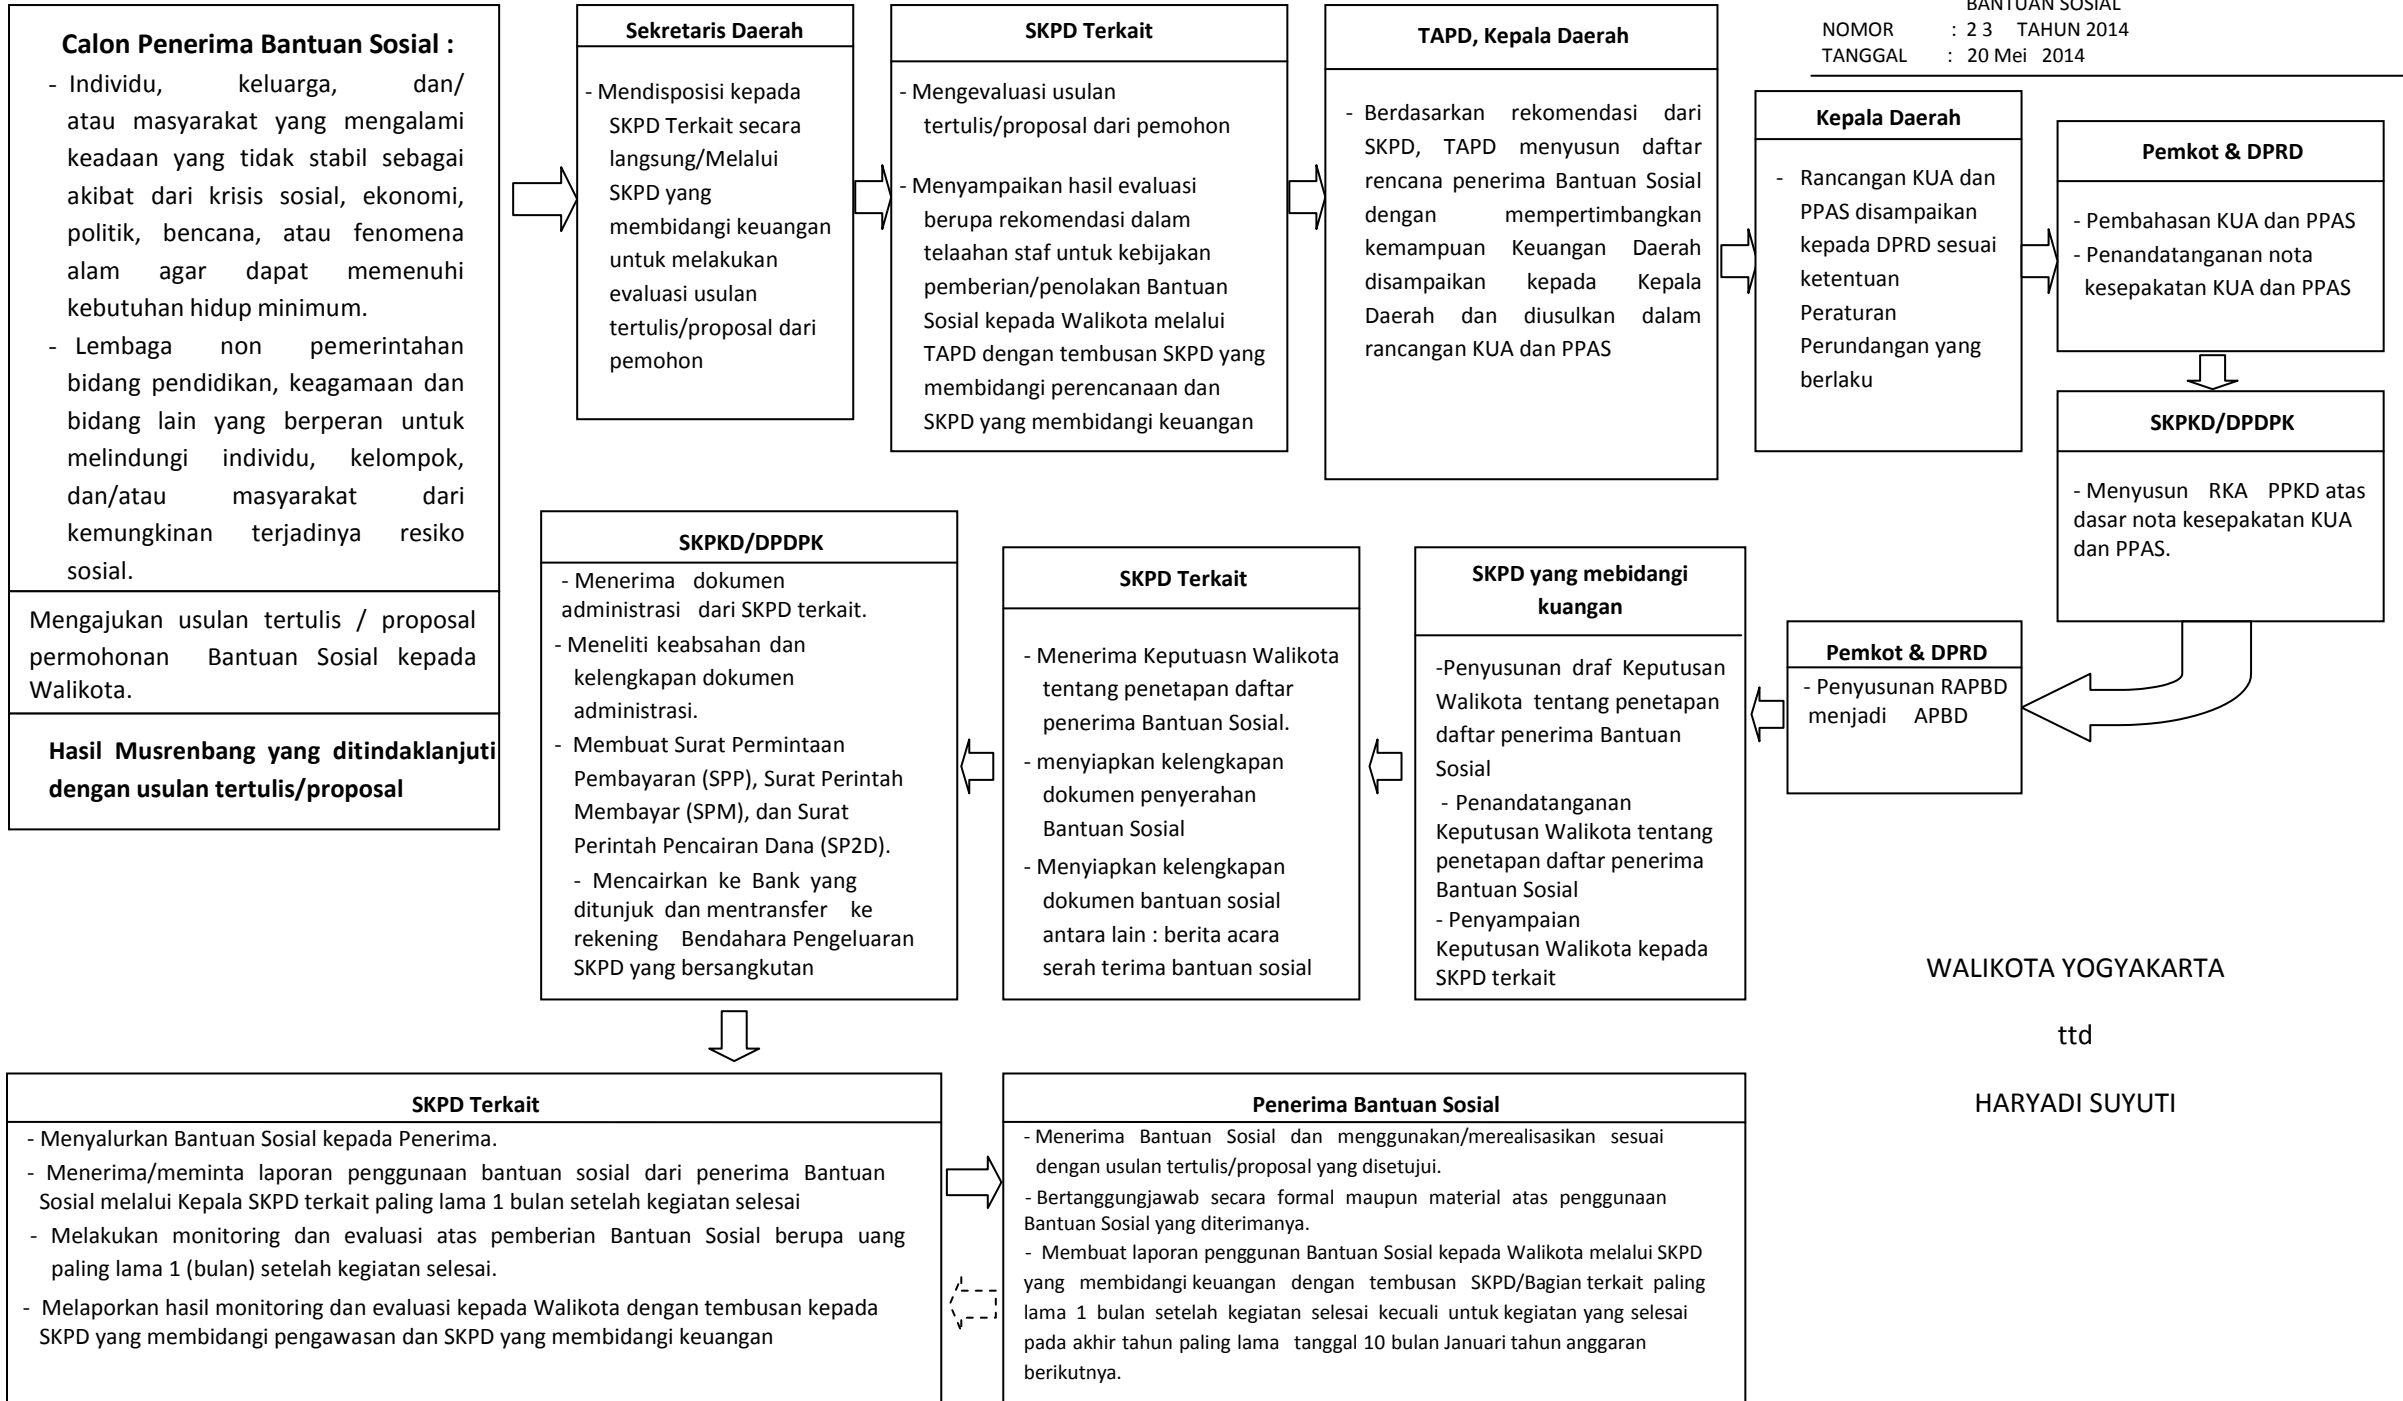 BANTUAN SOSIAL
NOMOR : 2 3 TAHUN 2014
TANGGAL : 20 Mei 2014
Calon Penerima Bantuan Sosial :
- Individu, keluarga, dan/
atau masyarakat yang mengalami
keadaan yang tidak stabil sebagai
akibat dari krisis sosial, ekonomi,
politik, bencana, atau fenomena
alam agar dapat memenuhi
kebutuhan hidup minimum.
- Lembaga non pemerintahan
bidang pendidikan, keagamaan dan
bidang lain yang berperan untuk
melindungi individu, kelompok,
dan/atau masyarakat dari
kemungkinan terjadinya resiko
sosial.
Mengajukan usulan tertulis / proposal
permohonan Bantuan Sosial kepada
Walikota.
Hasil Musrenbang yang ditindaklanjuti
dengan usulan tertulis/proposal
Sekretaris Daerah
- Mendisposisi kepada
SKPD Terkait secara
langsung/Melalui
SKPD yang
membidangi keuangan
untuk melakukan
evaluasi usulan
tertulis/proposal dari
pemohon
SKPD Terkait
- Mengevaluasi usulan
tertulis/proposal dari pemohon
- Menyampaikan hasil evaluasi
berupa rekomendasi dalam
telaahan staf untuk kebijakan
pemberian/penolakan Bantuan
Sosial kepada Walikota melalui
TAPD dengan tembusan SKPD yang
membidangi perencanaan dan
SKPD yang membidangi keuangan
TAPD, Kepala Daerah
- Berdasarkan rekomendasi dari
SKPD, TAPD menyusun daftar
rencana penerima Bantuan Sosial
dengan mempertimbangkan
kemampuan Keuangan Daerah
disampaikan kepada Kepala
Daerah dan diusulkan dalam
rancangan KUA dan PPAS
Kepala Daerah
- Rancangan KUA dan
PPAS disampaikan
kepada DPRD sesuai
ketentuan
Peraturan
Perundangan yang
berlaku
Pemkot & DPRD
- Pembahasan KUA dan PPAS
- Penandatanganan nota
kesepakatan KUA dan PPAS
SKPKD/DPDPK
- Menyusun RKA PPKD atas
dasar nota kesepakatan KUA
dan PPAS.
Pemkot & DPRD
- Penyusunan RAPBD
menjadi APBD
SKPD yang mebidangi
kuangan
-Penyusunan draf Keputusan
Walikota tentang penetapan
daftar penerima Bantuan
Sosial
- Penandatanganan
Keputusan Walikota tentang
penetapan daftar penerima
Bantuan Sosial
- Penyampaian
Keputusan Walikota kepada
SKPD terkait
SKPD Terkait
- Menerima Keputuasn Walikota
tentang penetapan daftar
penerima Bantuan Sosial.
- menyiapkan kelengkapan
dokumen penyerahan
Bantuan Sosial
- Menyiapkan kelengkapan
dokumen bantuan sosial
antara lain : berita acara
serah terima bantuan sosial
SKPKD/DPDPK
- Menerima dokumen
administrasi dari SKPD terkait.
- Meneliti keabsahan dan
kelengkapan dokumen
administrasi.
- Membuat Surat Permintaan
Pembayaran (SPP), Surat Perintah
Membayar (SPM), dan Surat
Perintah Pencairan Dana (SP2D).
- Mencairkan ke Bank yang
ditunjuk dan mentransfer ke
rekening Bendahara Pengeluaran
SKPD yang bersangkutan
SKPD Terkait
- Menyalurkan Bantuan Sosial kepada Penerima.
- Menerima/meminta laporan penggunaan bantuan sosial dari penerima Bantuan
Sosial melalui Kepala SKPD terkait paling lama 1 bulan setelah kegiatan selesai
- Melakukan monitoring dan evaluasi atas pemberian Bantuan Sosial berupa uang
paling lama 1 (bulan) setelah kegiatan selesai.
- Melaporkan hasil monitoring dan evaluasi kepada Walikota dengan tembusan kepada
SKPD yang membidangi pengawasan dan SKPD yang membidangi keuangan
Penerima Bantuan Sosial
- Menerima Bantuan Sosial dan menggunakan/merealisasikan sesuai
dengan usulan tertulis/proposal yang disetujui.
- Bertanggungjawab secara formal maupun material atas penggunaan
Bantuan Sosial yang diterimanya.
- Membuat laporan penggunan Bantuan Sosial kepada Walikota melalui SKPD
yang membidangi keuangan dengan tembusan SKPD/Bagian terkait paling
lama 1 bulan setelah kegiatan selesai kecuali untuk kegiatan yang selesai
pada akhir tahun paling lama tanggal 10 bulan Januari tahun anggaran
berikutnya.
WALIKOTA YOGYAKARTA
ttd
HARYADI SUYUTI